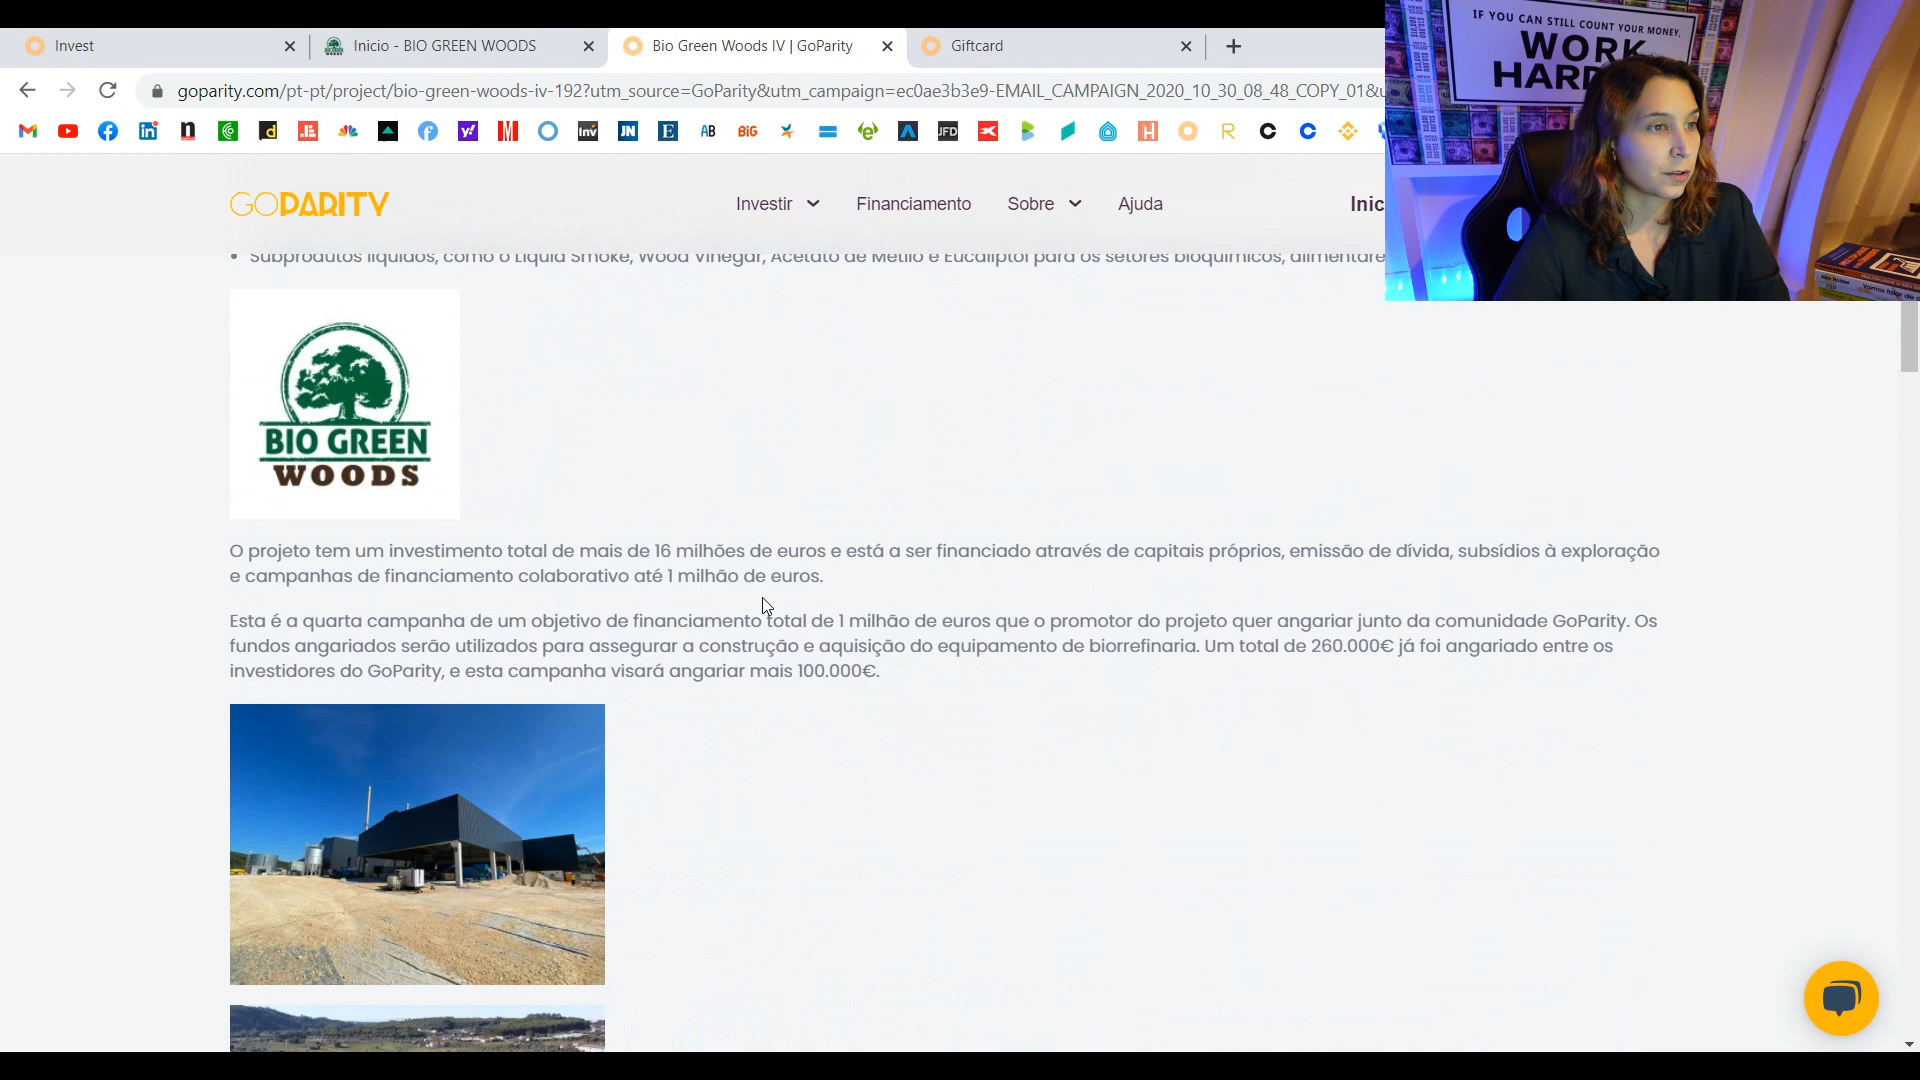 Invest
Inicio - BIO GREEN WOODS
Bio Green Woods IV | GoParity
Giftcard
IF YOU CAN STILL COUNT YOUR MONEY,
WORK
goparity.com/pt-pt/project/bio-green-woods-iv-192?utm_source=GoParity&utm_campaign=ec0ae3b3e9-EMAIL_CAMPAIGN_2020_10_30_08_48_COPY_01&u
GOPARITY
Investir
Financiamento
Sobre
Ajuda
Inic
Subprodutos líquidos, como o Liquid Smoke, Wood Vinegar, Acetato de Metilo e Eucaliptol para os setores bioquímicos, alimentare
BIO GREEN
WOODS
O projeto tem um investimento total de mais de 16 milhões de euros e está a ser financiado através de capitais próprios, emissão de dívida, subsídios à exploração
e campanhas de financiamento colaborativo até 1 milhão de euros.
Esta é a quarta campanha de um objetivo de financiamento total de 1 milhão de euros que o promotor do projeto quer angariar junto da comunidade GoParity. Os
fundos angariados serão utilizados para assegurar a construção e aquisição do equipamento de biorrefinaria. Um total de 260.000€ já foi angariado entre os
investidores do GoParity, e esta campanha visará angariar mais 100.000€.